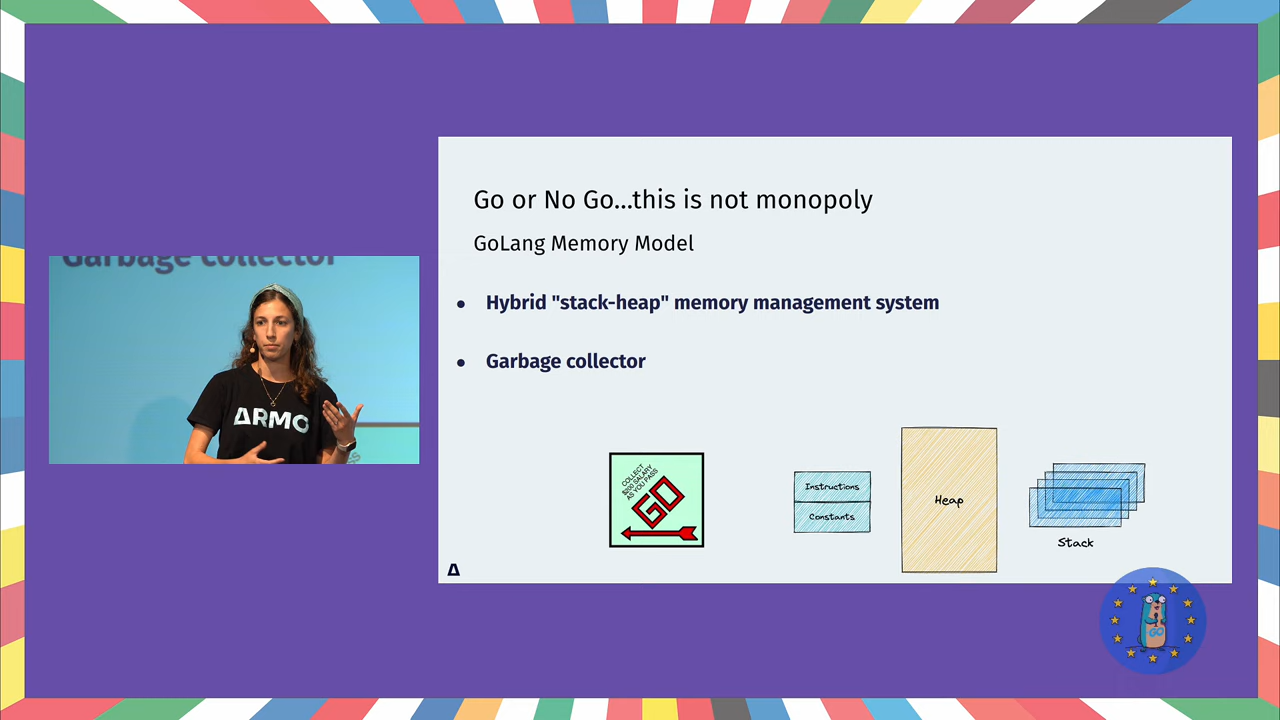 Go or No Go...this is not monopoly
GoLang Memory Model
● Hybrid "stack-heap" memory management system
● Garbage collector
Garbage collector
ARMO
COLLECT
$200 SALARY
AS YOU PASS
GO
Instructions
Constants
Heap
Stack
GO